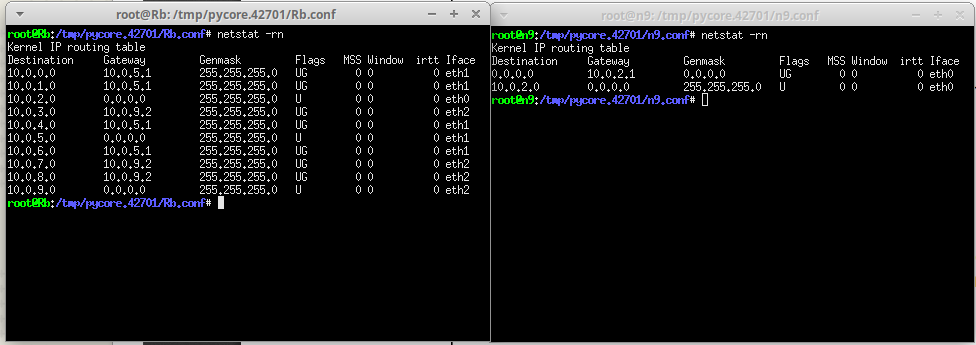 root@Rb: /tmp/pycore.42701/Rb.conf
root@Rb:/tmp/pycore.42701/Rb.conf# netstat -rn
Kernel IP routing table
Destination Gateway Genmask Flags MSS Window irtt Iface
10.0.0.0 10.0.5.1 255.255.255.0 UG 0 0 0 eth1
10.0.1.0 10.0.5.1 255.255.255.0 UG 0 0 0 eth1
10.0.2.0 0.0.0.0 255.255.255.0 U 0 0 0 eth0
10.0.3.0 10.0.9.2 255.255.255.0 UG 0 0 0 eth2
10.0.4.0 10.0.5.1 255.255.255.0 UG 0 0 0 eth1
10.0.5.0 0.0.0.0 255.255.255.0 U 0 0 0 eth1
10.0.6.0 10.0.5.1 255.255.255.0 UG 0 0 0 eth1
10.0.7.0 10.0.9.2 255.255.255.0 UG 0 0 0 eth2
10.0.8.0 10.0.9.2 255.255.255.0 UG 0 0 0 eth2
10.0.9.0 0.0.0.0 255.255.255.0 U 0 0 0 eth2
root@Rb:/tmp/pycore.42701/Rb.conf#
root@n9: /tmp/pycore.42701/n9.conf
root@n9:/tmp/pycore.42701/n9.conf# netstat -rn
Kernel IP routing table
Destination Gateway Genmask Flags MSS Window irtt Iface
0.0.0.0 10.0.2.1 0.0.0.0 UG 0 0 0 eth0
10.0.2.0 0.0.0.0 255.255.255.0 U 0 0 0 eth0
root@n9:/tmp/pycore.42701/n9.conf#